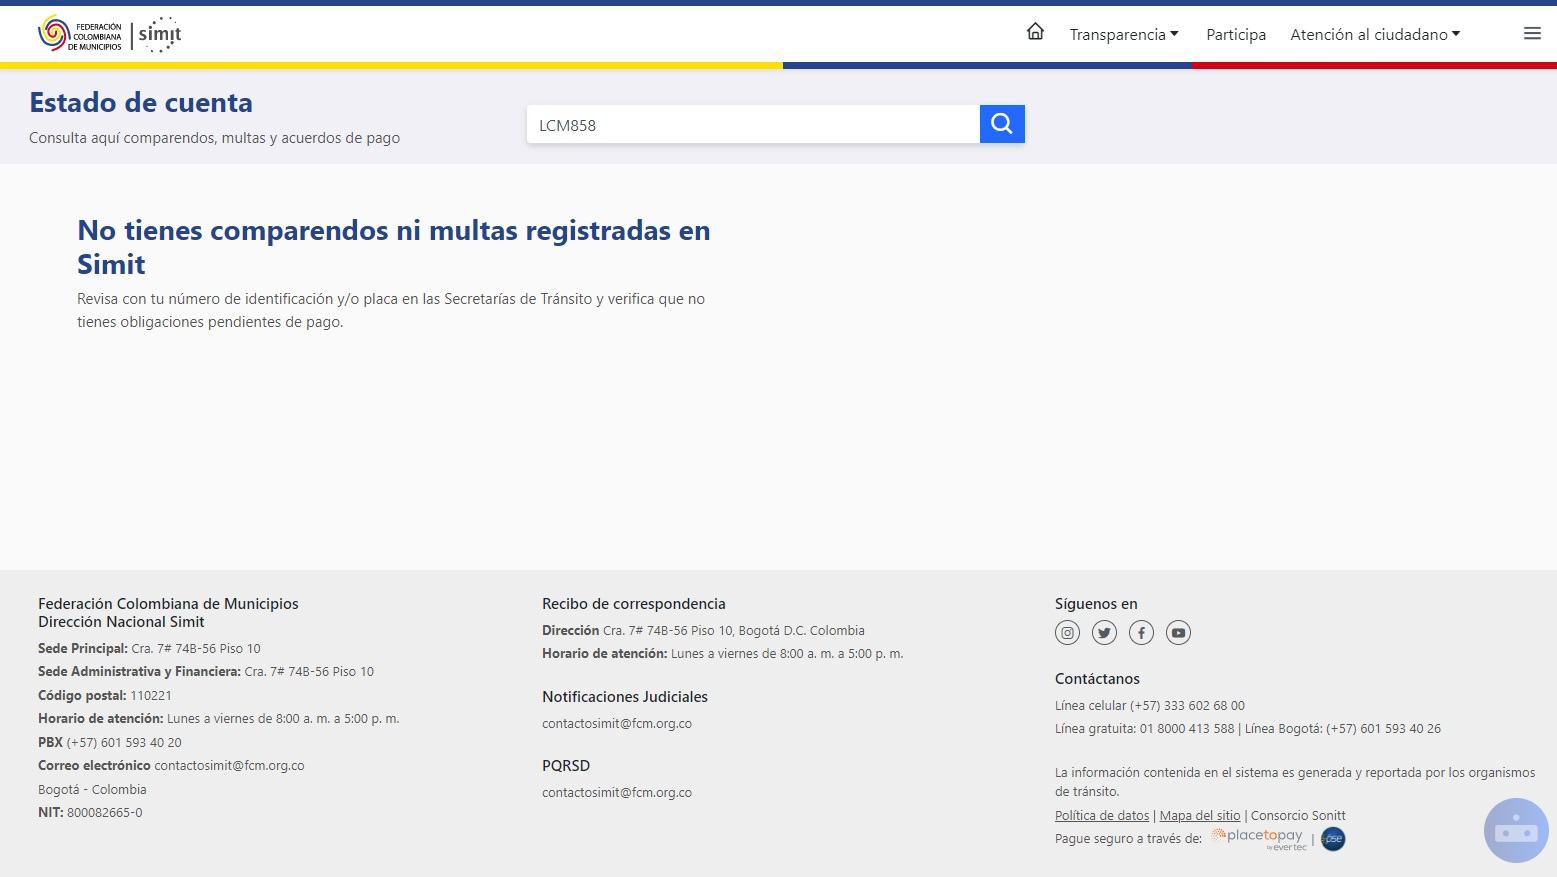 FEDERACIÓN
COLOMBIANA
DE MUNICIPIOS
simit
Transparencia
Participa
Atención al ciudadano
Estado de cuenta
Consulta aquí comparendos, multas y acuerdos de pago
LCM858
No tienes comparendos ni multas registradas en
Simit
Revisa con tu número de identificación y/o placa en las Secretarías de Tránsito y verifica que no
tienes obligaciones pendientes de pago.
Federación Colombiana de Municipios
Dirección Nacional Simit
Sede Principal: Cra. 7# 74B-56 Piso 10
Sede Administrativa y Financiera: Cra. 7# 74B-56 Piso 10
Código postal: 110221
Horario de atención: Lunes a viernes de 8:00 a. m. a 5:00 p. m.
PBX (+57) 601 593 40 20
Correo electrónico contactosimit@fcm.org.co
Bogotá - Colombia
NIT: 800082665-0
Recibo de correspondencia
Dirección Cra. 7# 74B-56 Piso 10, Bogotá D.C. Colombia
Horario de atención: Lunes a viernes de 8:00 a. m. a 5:00 p. m.
Notificaciones Judiciales
contactosimit@fcm.org.co
PQRSD
contactosimit@fcm.org.co
Síguenos en
Contáctanos
Línea celular (+57) 333 602 68 00
Línea gratuita: 01 8000 413 588 | Línea Bogotá: (+57) 601 593 40 26
La información contenida en el sistema es generada y reportada por los organismos
de tránsito.
Política de datos | Mapa del sitio | Consorcio Sonitt
Pague seguro a través de: placetopay by evertec | pse